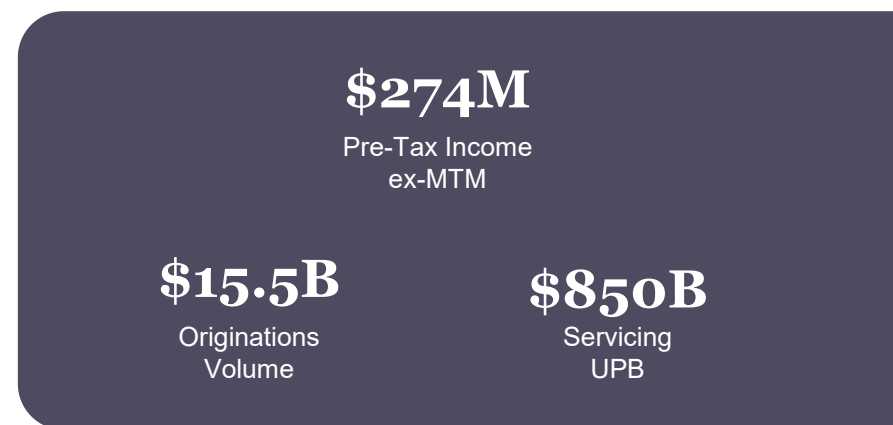 $274M
Pre-Tax Income
ex-MTM
$15.5B
Originations
Volume
$850B
Servicing
UPB